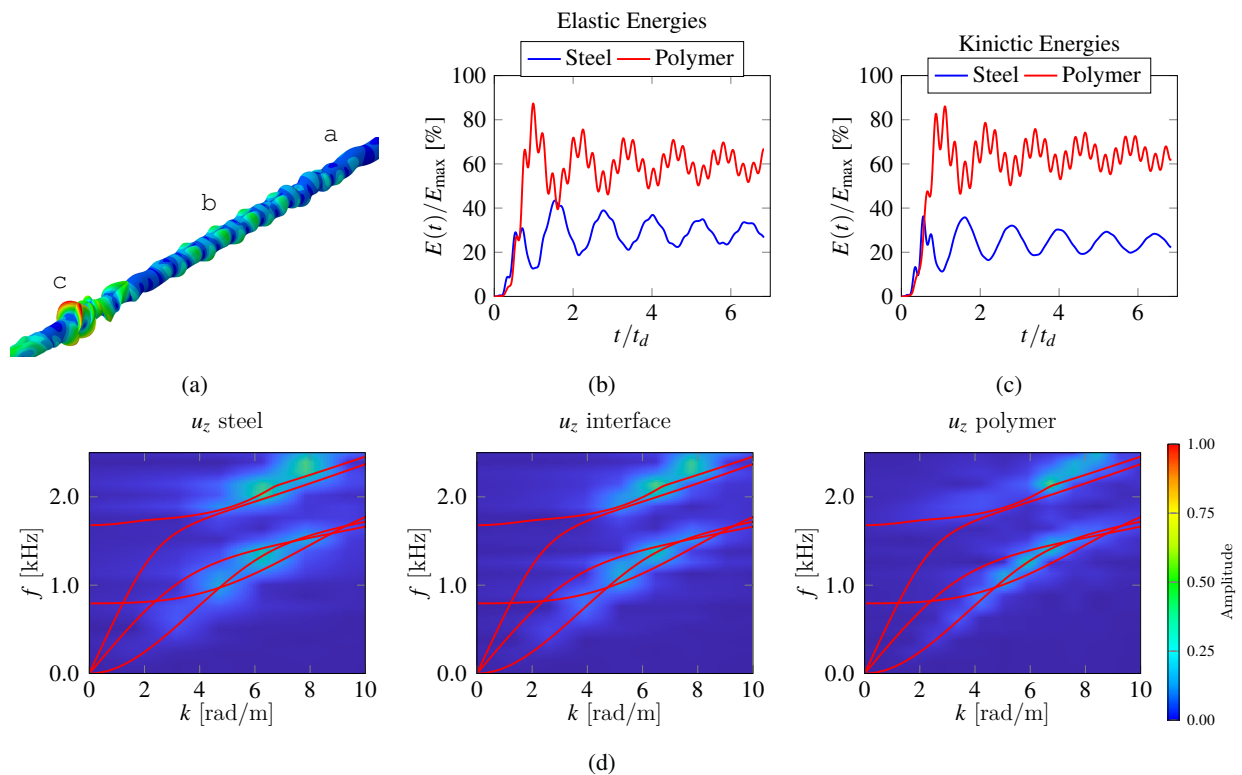 a
b
c
(a)
Elastic Energies
Steel Polymer
100
80
60
40
20
0
0 2 4 6
E(t)/E_max [%]
t/t_d
(b)
Kinictic Energies
Steel Polymer
100
80
60
40
20
0
0 2 4 6
E(t)/E_max [%]
t/t_d
(c)
u_z steel
2.0
1.0
0.0
0 2 4 6 8 10
f [kHz]
k [rad/m]
u_z interface
2.0
1.0
0.0
0 2 4 6 8 10
f [kHz]
k [rad/m]
u_z polymer
2.0
1.0
0.0
0 2 4 6 8 10
f [kHz]
k [rad/m]
1.00
0.75
0.50
0.25
0.00
Amplitude
(d)